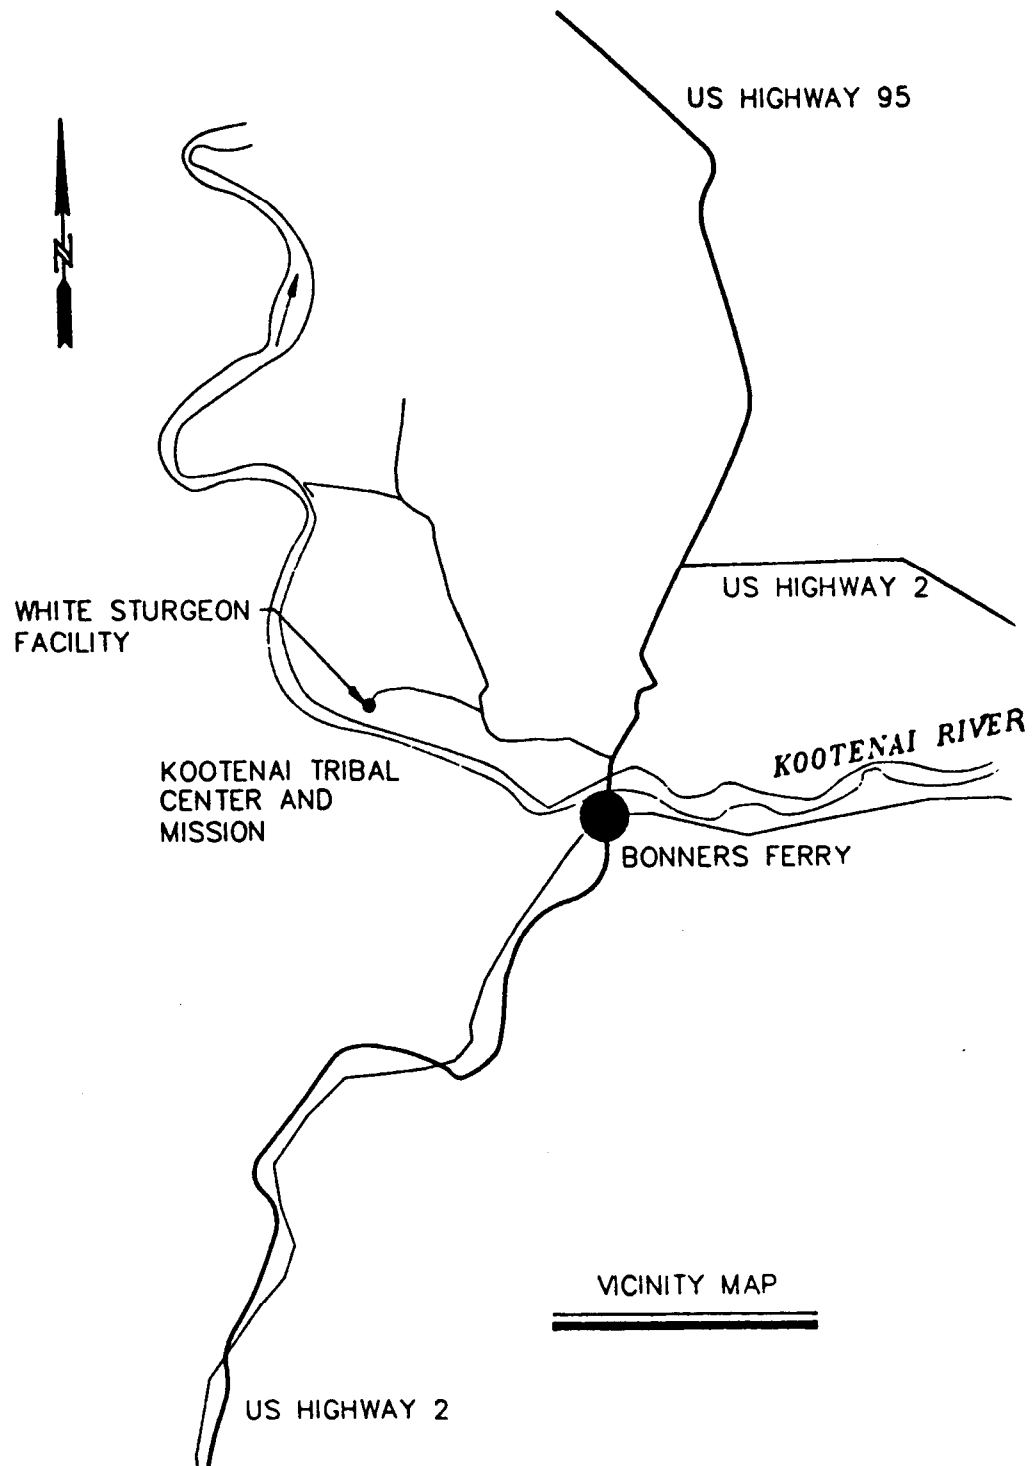 US HIGHWAY 95
N
US HIGHWAY 2
WHITE STURGEON
FACILITY
KOOTENAI RIVER
KOOTENAI TRIBAL
CENTER AND
MISSION
BONNERS FERRY
VICINITY MAP
US HIGHWAY 2